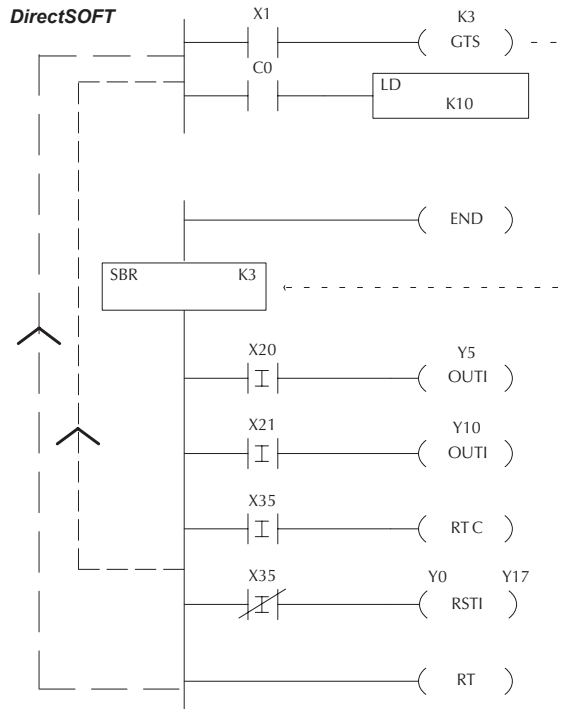 DirectSOFT
X1 K3
GTS
C0
LD
K10
END
SBR K3
X20 Y5
I OUTI
X21 Y10
I OUTI
X35
I RTC
X35 Y0 Y17
I RSTI
RT